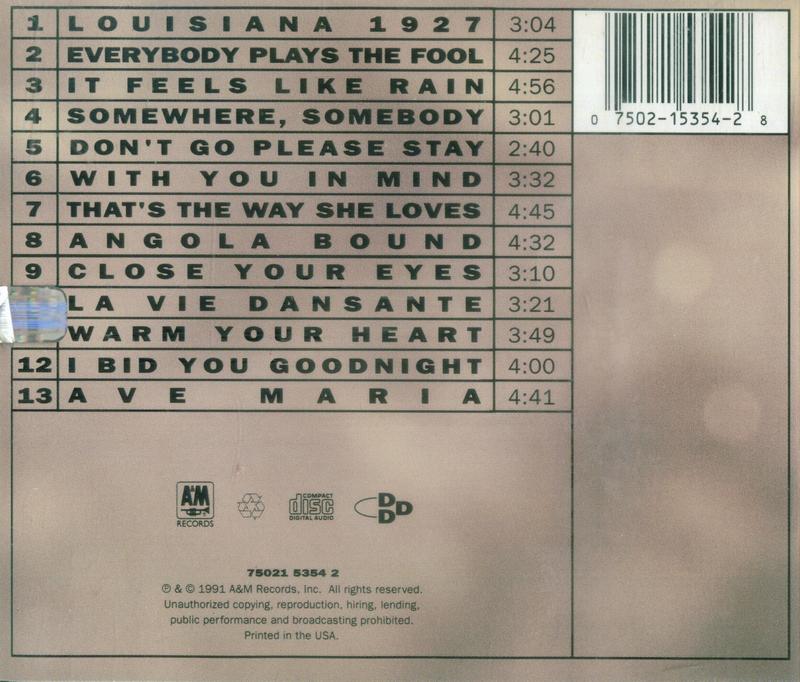 1 LOUISIANA 1927 3:04
2 EVERYBODY PLAYS THE FOOL 4:25
3 IT FEELS LIKE RAIN 4:56
4 SOMEWHERE, SOMEBODY 3:01
5 DON'T GO PLEASE STAY 2:40
6 WITH YOU IN MIND 3:32
7 THAT'S THE WAY SHE LOVES 4:45
8 ANGOLA BOUND 4:32
9 CLOSE YOUR EYES 3:10
LA VIE DANSANTE 3:21
WARM YOUR HEART 3:49
12 I BID YOU GOODNIGHT 4:00
13 AVE MARIA 4:41
0 7502-15354-2 8
A&M RECORDS
COMPACT disc DIGITAL AUDIO
DDD
75021 5354 2
℗ & © 1991 A&M Records, Inc. All rights reserved.
Unauthorized copying, reproduction, hiring, lending,
public performance and broadcasting prohibited.
Printed in the USA.